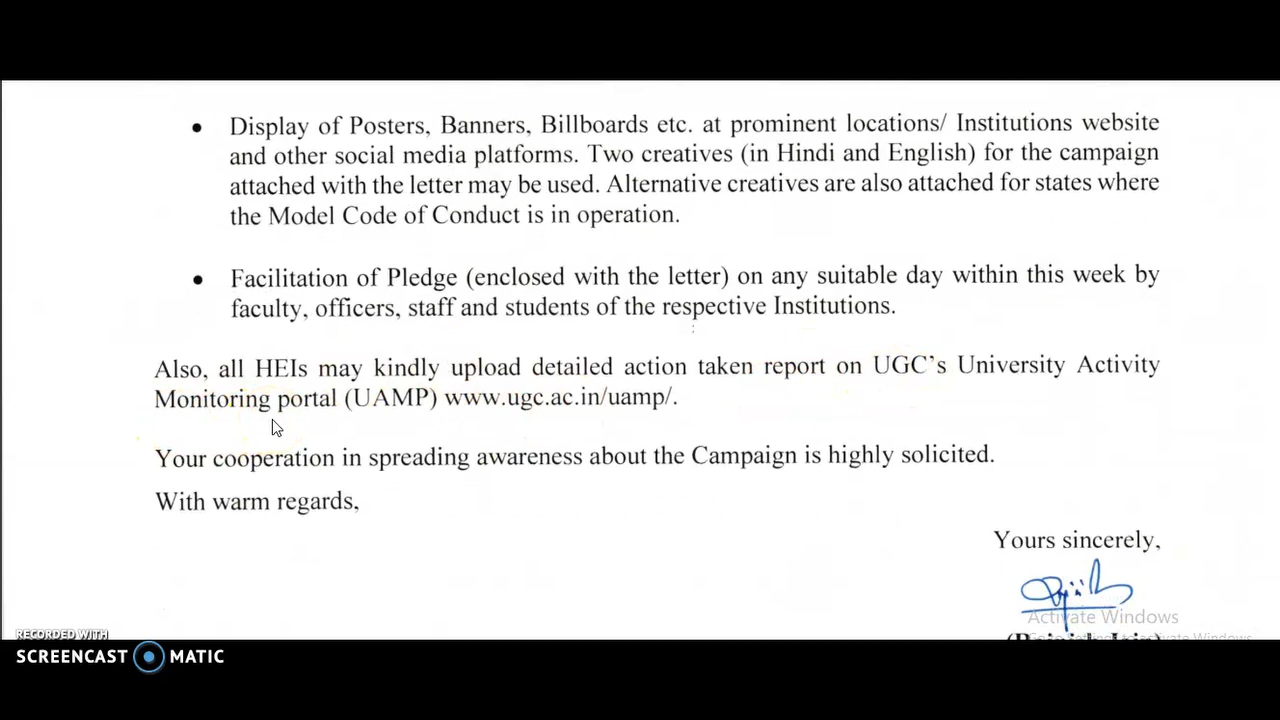 • Display of Posters, Banners, Billboards etc. at prominent locations/ Institutions website
and other social media platforms. Two creatives (in Hindi and English) for the campaign
attached with the letter may be used. Alternative creatives are also attached for states where
the Model Code of Conduct is in operation.
• Facilitation of Pledge (enclosed with the letter) on any suitable day within this week by
faculty, officers, staff and students of the respective Institutions.
Also, all HEIs may kindly upload detailed action taken report on UGC's University Activity
Monitoring portal (UAMP) www.ugc.ac.in/uamp/.
Your cooperation in spreading awareness about the Campaign is highly solicited.
With warm regards,
Yours sincerely,
Activate Windows
RECORDED WITH
SCREENCAST MATIC